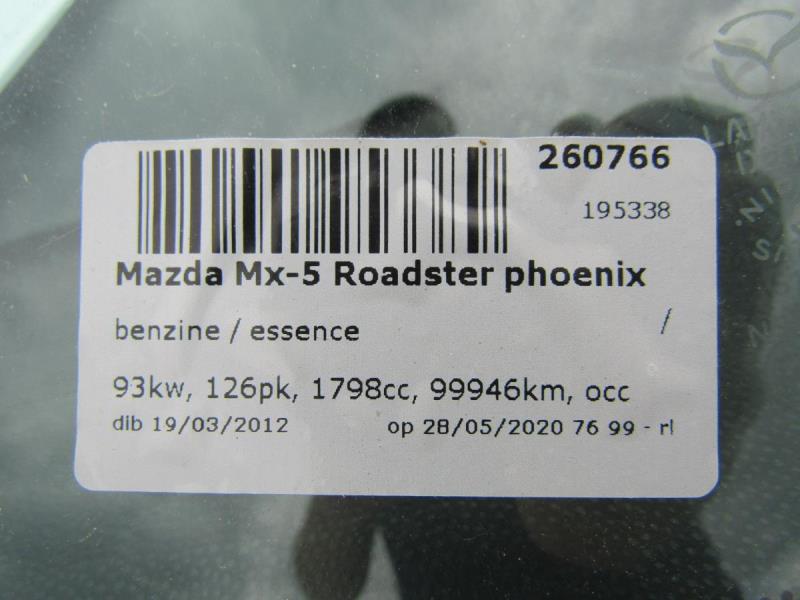 260766
195338
Mazda Mx-5 Roadster phoenix
benzine / essence /
93kw, 126pk, 1798cc, 99946km, occ
dib 19/03/2012 op 28/05/2020 76 99 - rl